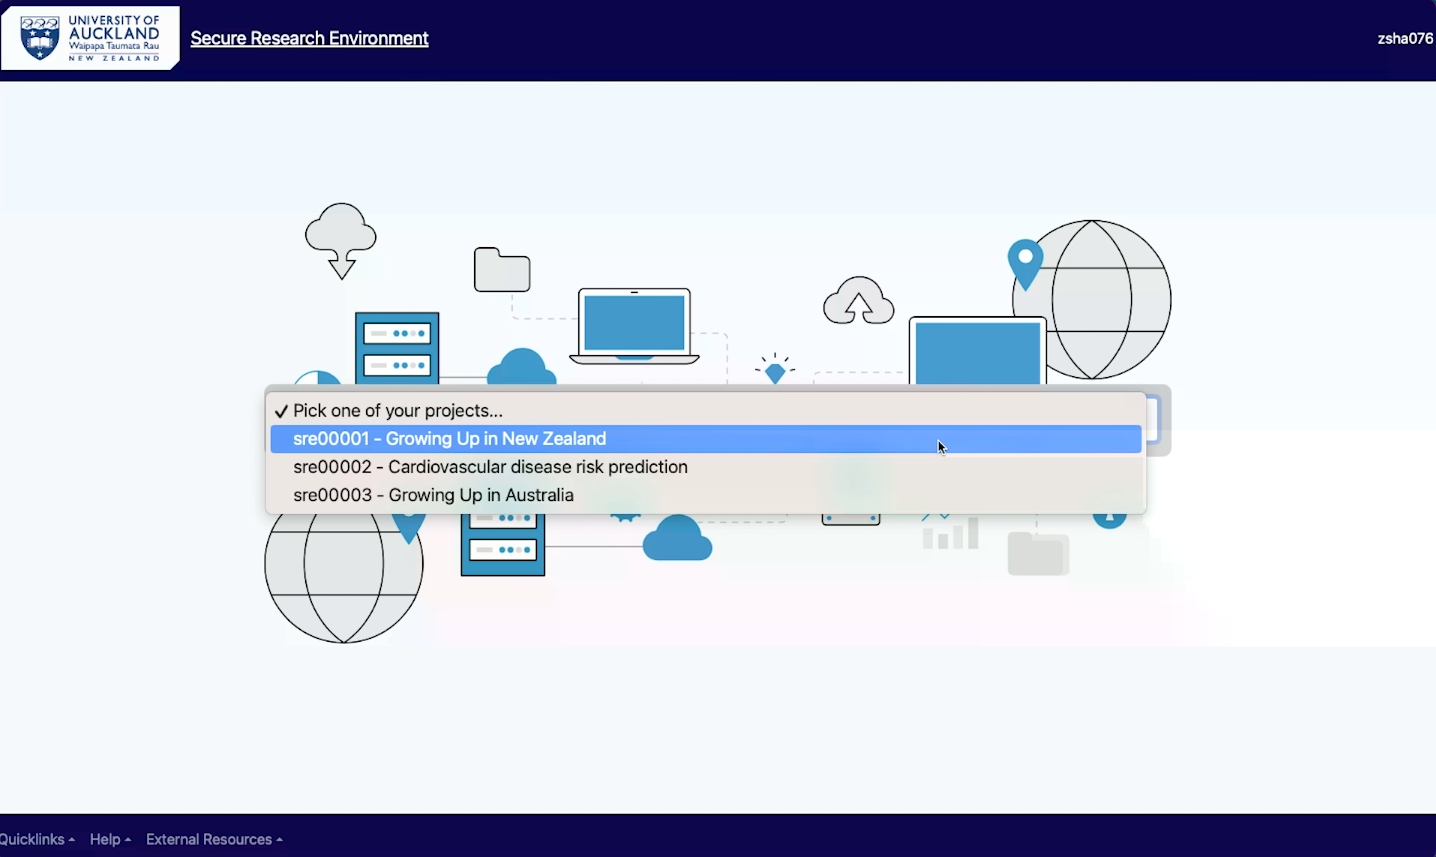 UNIVERSITY OF
AUCKLAND
Waipapa Taumata Rau
NEW ZEALAND
Secure Research Environment
zsha076
✓ Pick one of your projects...
sre00001 - Growing Up in New Zealand
sre00002 - Cardiovascular disease risk prediction
sre00003 - Growing Up in Australia
Quicklinks
Help
External Resources